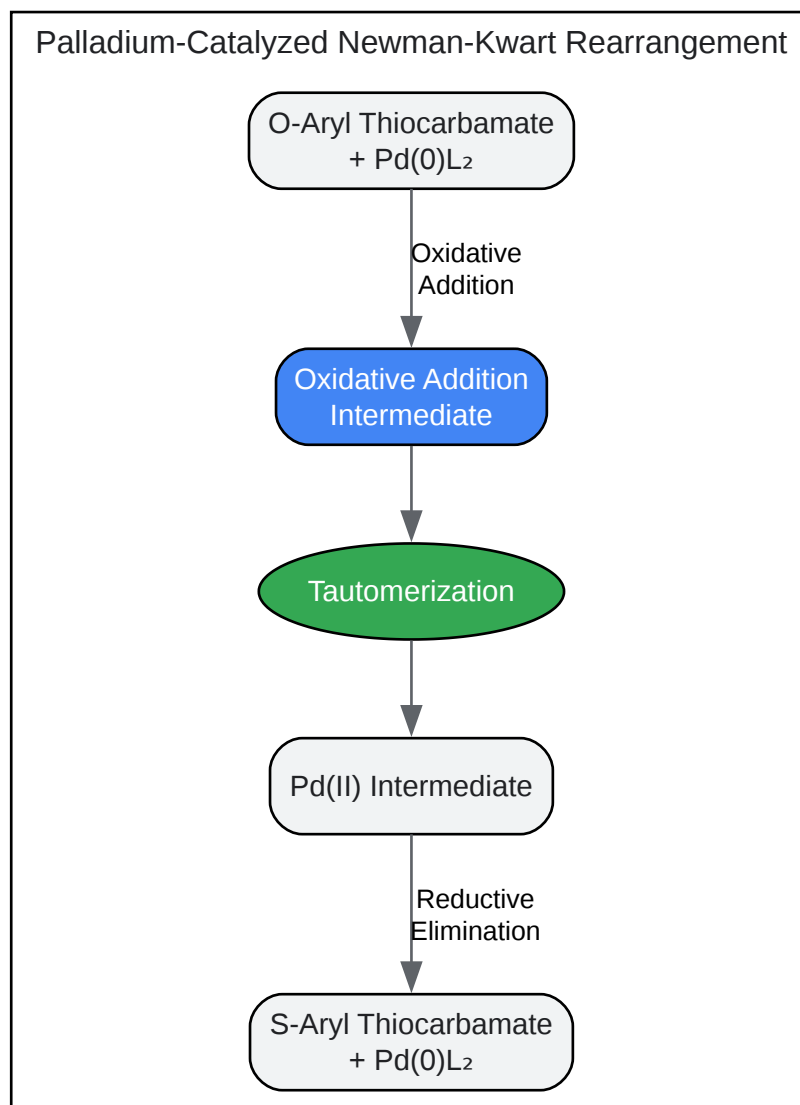 Palladium-Catalyzed Newman-Kwart Rearrangement
O-Aryl Thiocarbamate
+ Pd(0)L₂
Oxidative
Addition
Oxidative Addition
Intermediate
Tautomerization
Pd(II) Intermediate
Reductive
Elimination
S-Aryl Thiocarbamate
+ Pd(0)L₂